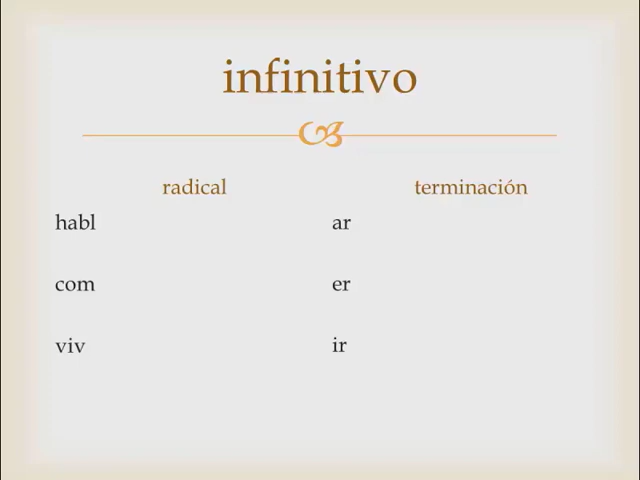 infinitivo
radical terminación
habl ar
com er
viv ir